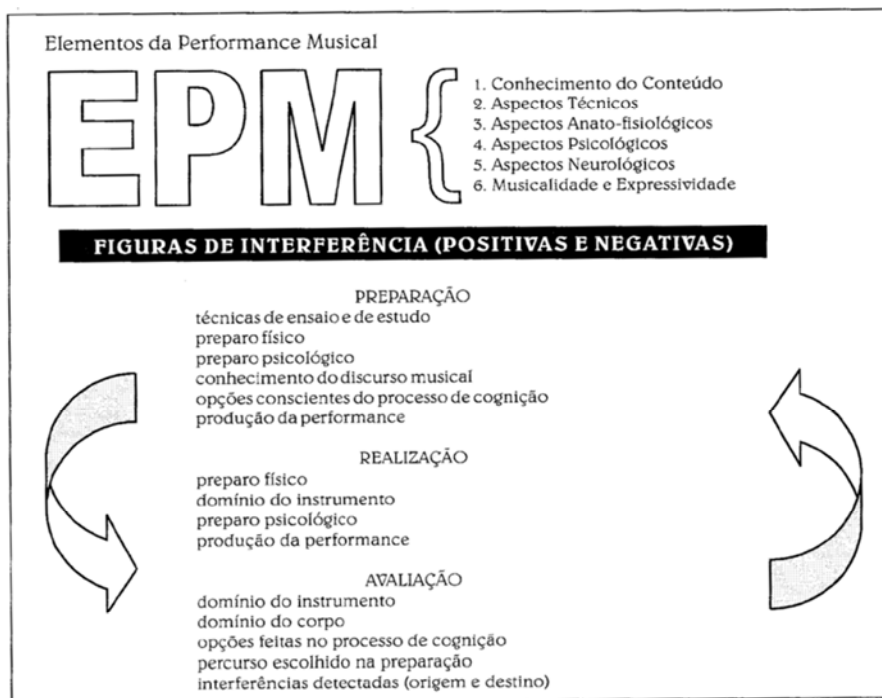 Elementos da Performance Musical
EPM
1. Conhecimento do Conteúdo
2. Aspectos Técnicos
3. Aspectos Anato-fisiológicos
4. Aspectos Psicológicos
5. Aspectos Neurológicos
6. Musicalidade e Expressividade
FIGURAS DE INTERFERÊNCIA (POSITIVAS E NEGATIVAS)
PREPARAÇÃO
técnicas de ensaio e de estudo
preparo físico
preparo psicológico
conhecimento do discurso musical
opções conscientes do processo de cognição
produção da performance
REALIZAÇÃO
preparo físico
domínio do instrumento
preparo psicológico
produção da performance
AVALIAÇÃO
domínio do instrumento
domínio do corpo
opções feitas no processo de cognição
percurso escolhido na preparação
interferências detectadas (origem e destino)